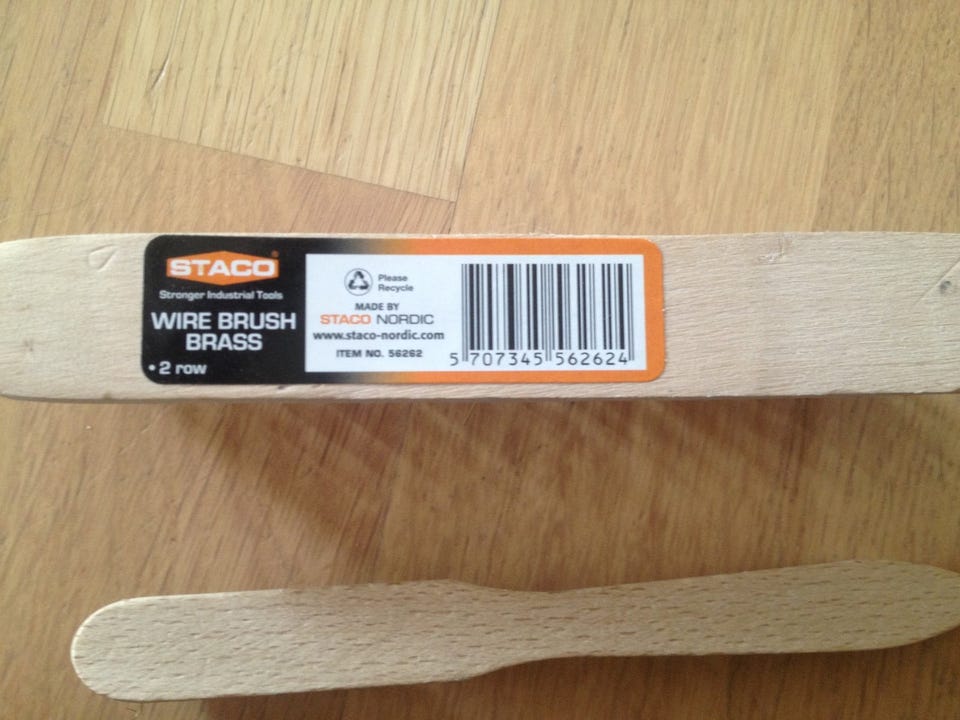 STACO®
Stronger Industrial Tools
WIRE BRUSH
BRASS
• 2 row
Please
Recycle
MADE BY
STACO NORDIC
www.staco-nordic.com
ITEM NO. 56262
5 707345 562624